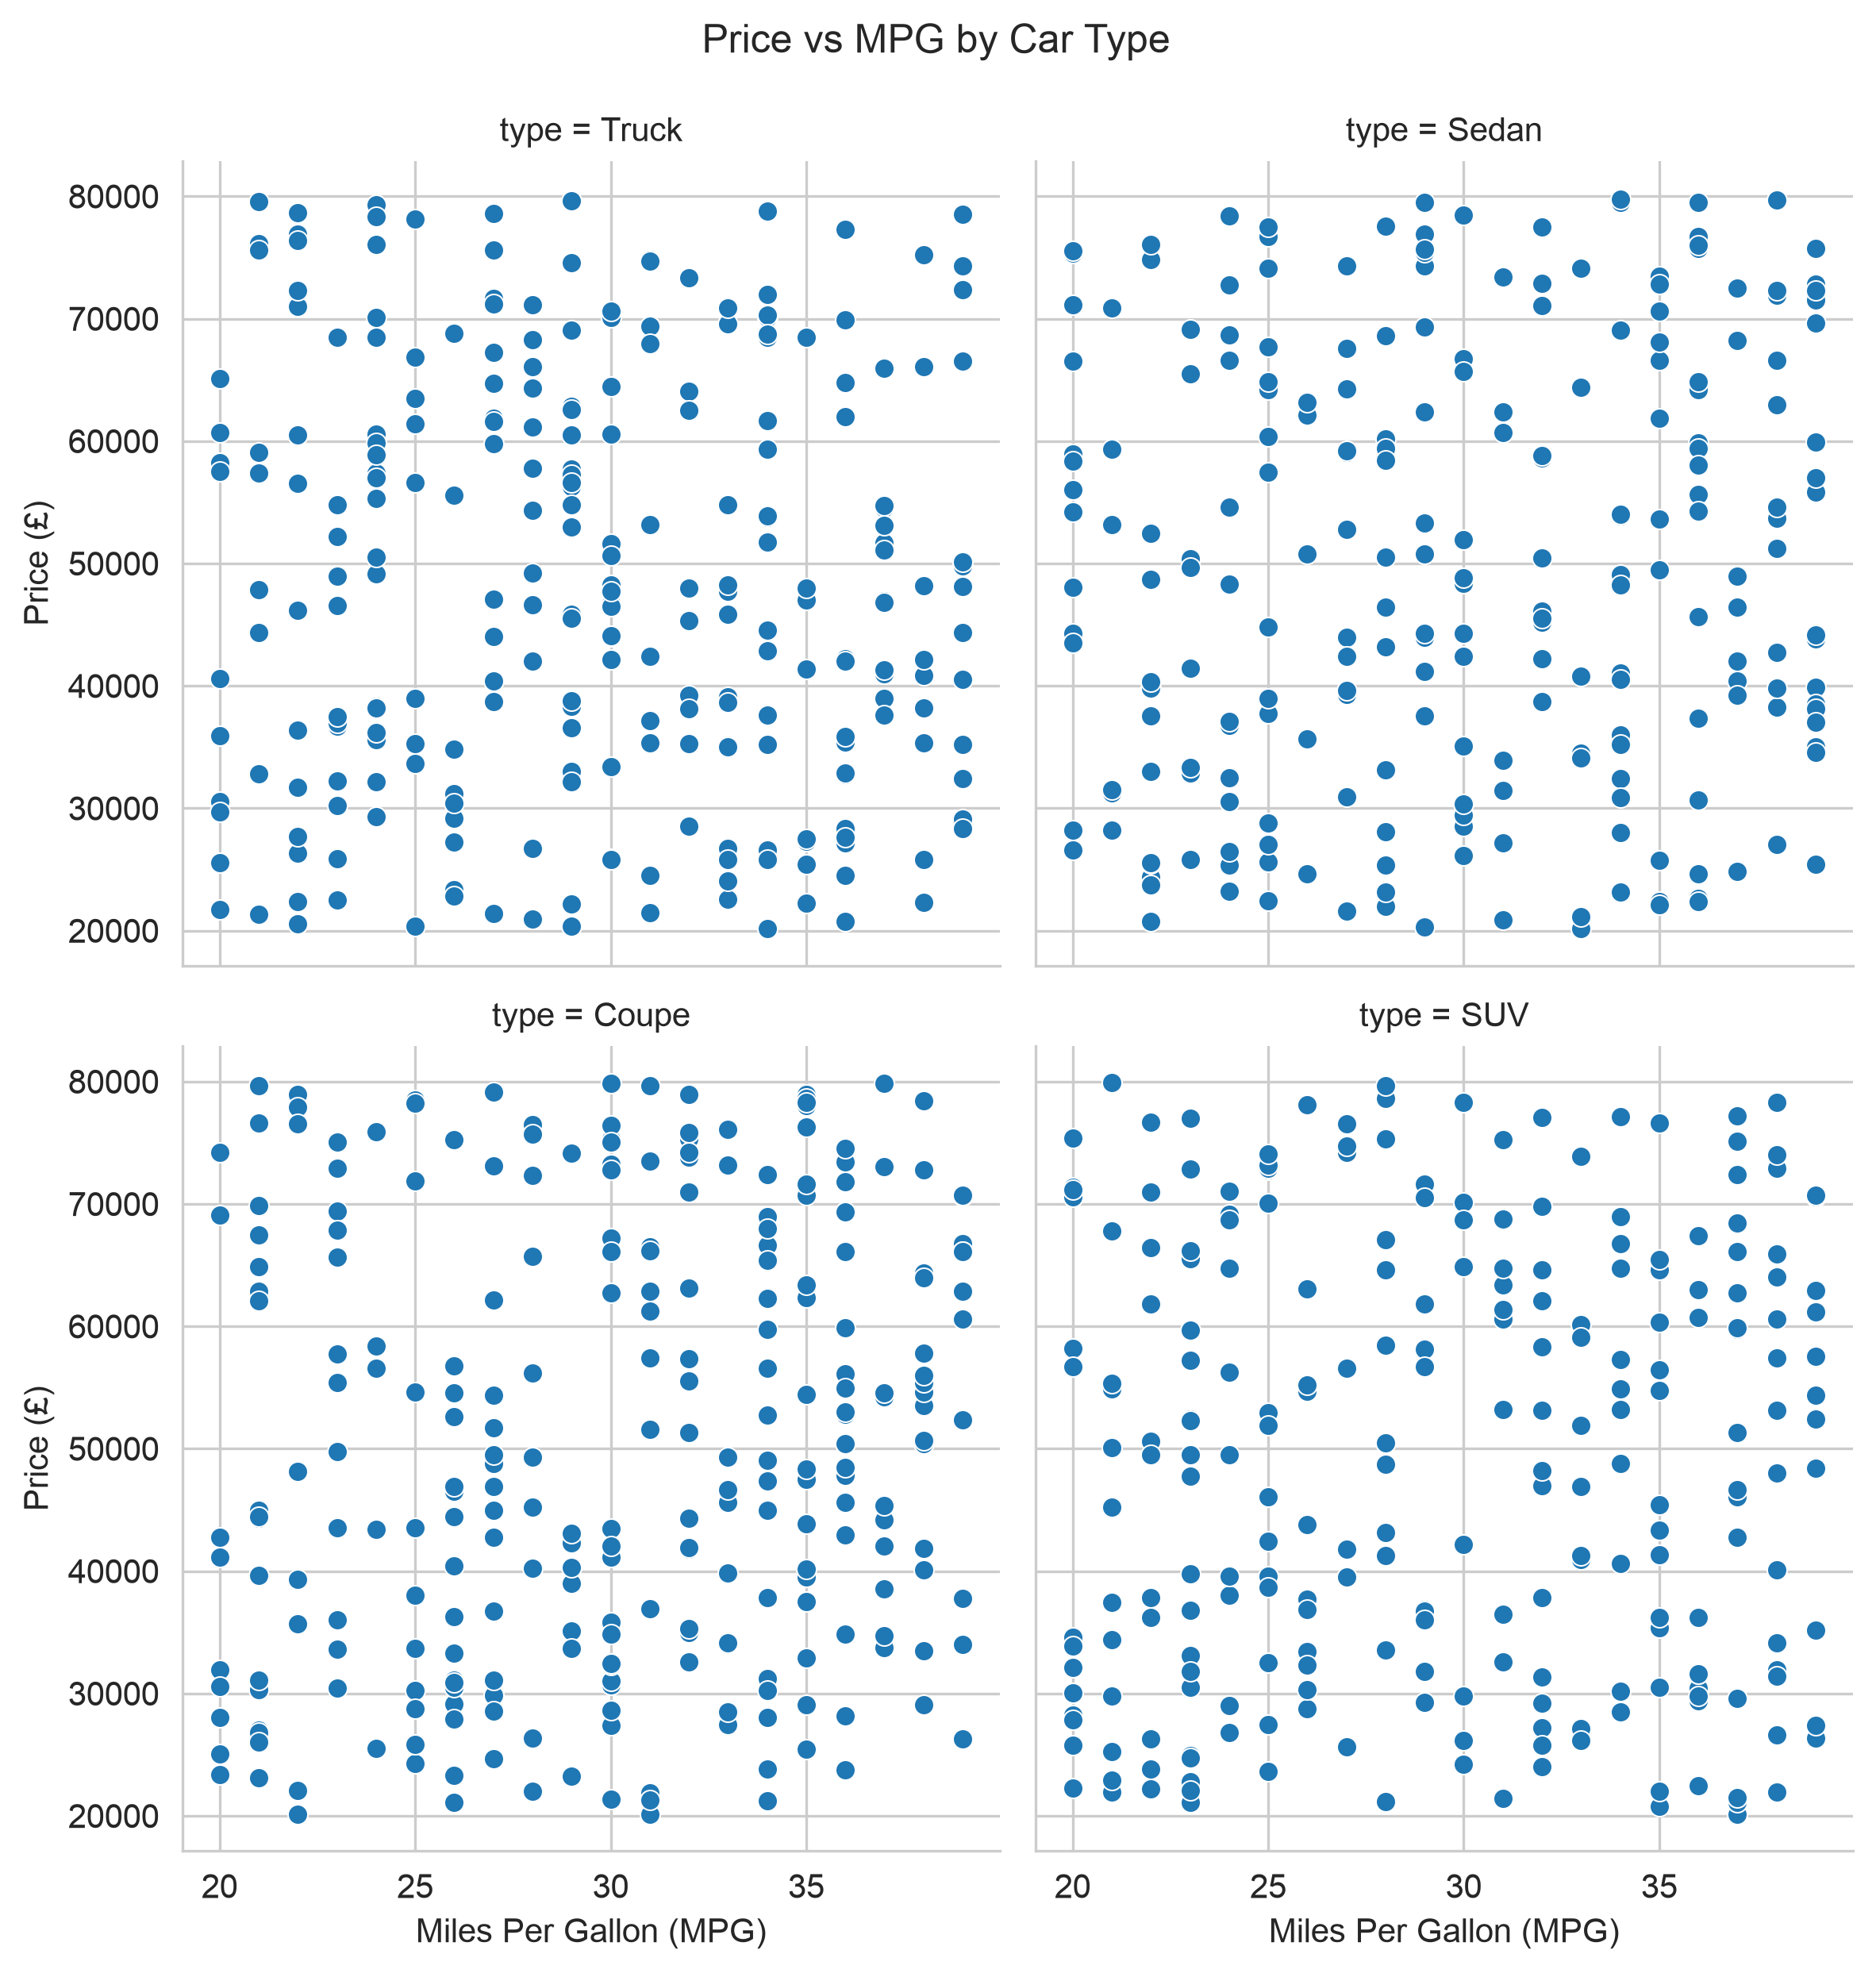 Price vs MPG by Car Type
type = Truck
type = Sedan
80000
70000
60000
50000
40000
30000
20000
Price (£)
type = Coupe
type = SUV
80000
70000
60000
50000
40000
30000
20000
Price (£)
20 25 30 35
20 25 30 35
Miles Per Gallon (MPG)
Miles Per Gallon (MPG)